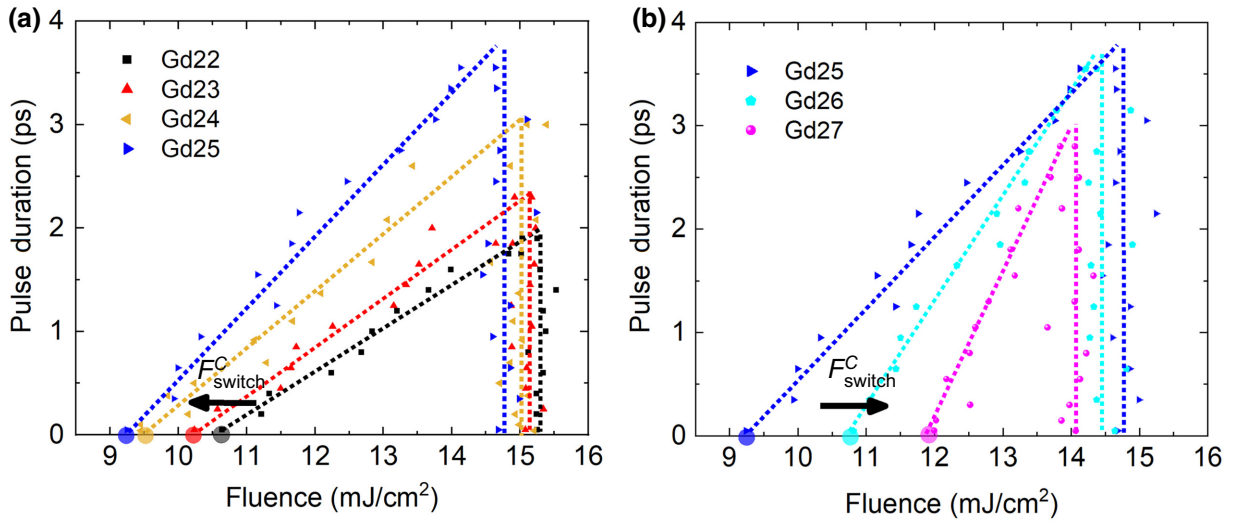 (a)
Gd22
Gd23
Gd24
Gd25
F^C_switch
Pulse duration (ps)
4
3
2
1
0
9 10 11 12 13 14 15 16
Fluence (mJ/cm²)
(b)
Gd25
Gd26
Gd27
F^C_switch
Pulse duration (ps)
4
3
2
1
0
9 10 11 12 13 14 15 16
Fluence (mJ/cm²)